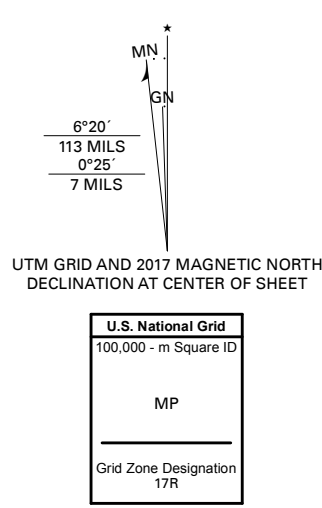 MN
GN
6°20´
113 MILS
0°25´
7 MILS
UTM GRID AND 2017 MAGNETIC NORTH
DECLINATION AT CENTER OF SHEET
U.S. National Grid
100,000 - m Square ID
MP
Grid Zone Designation
17R